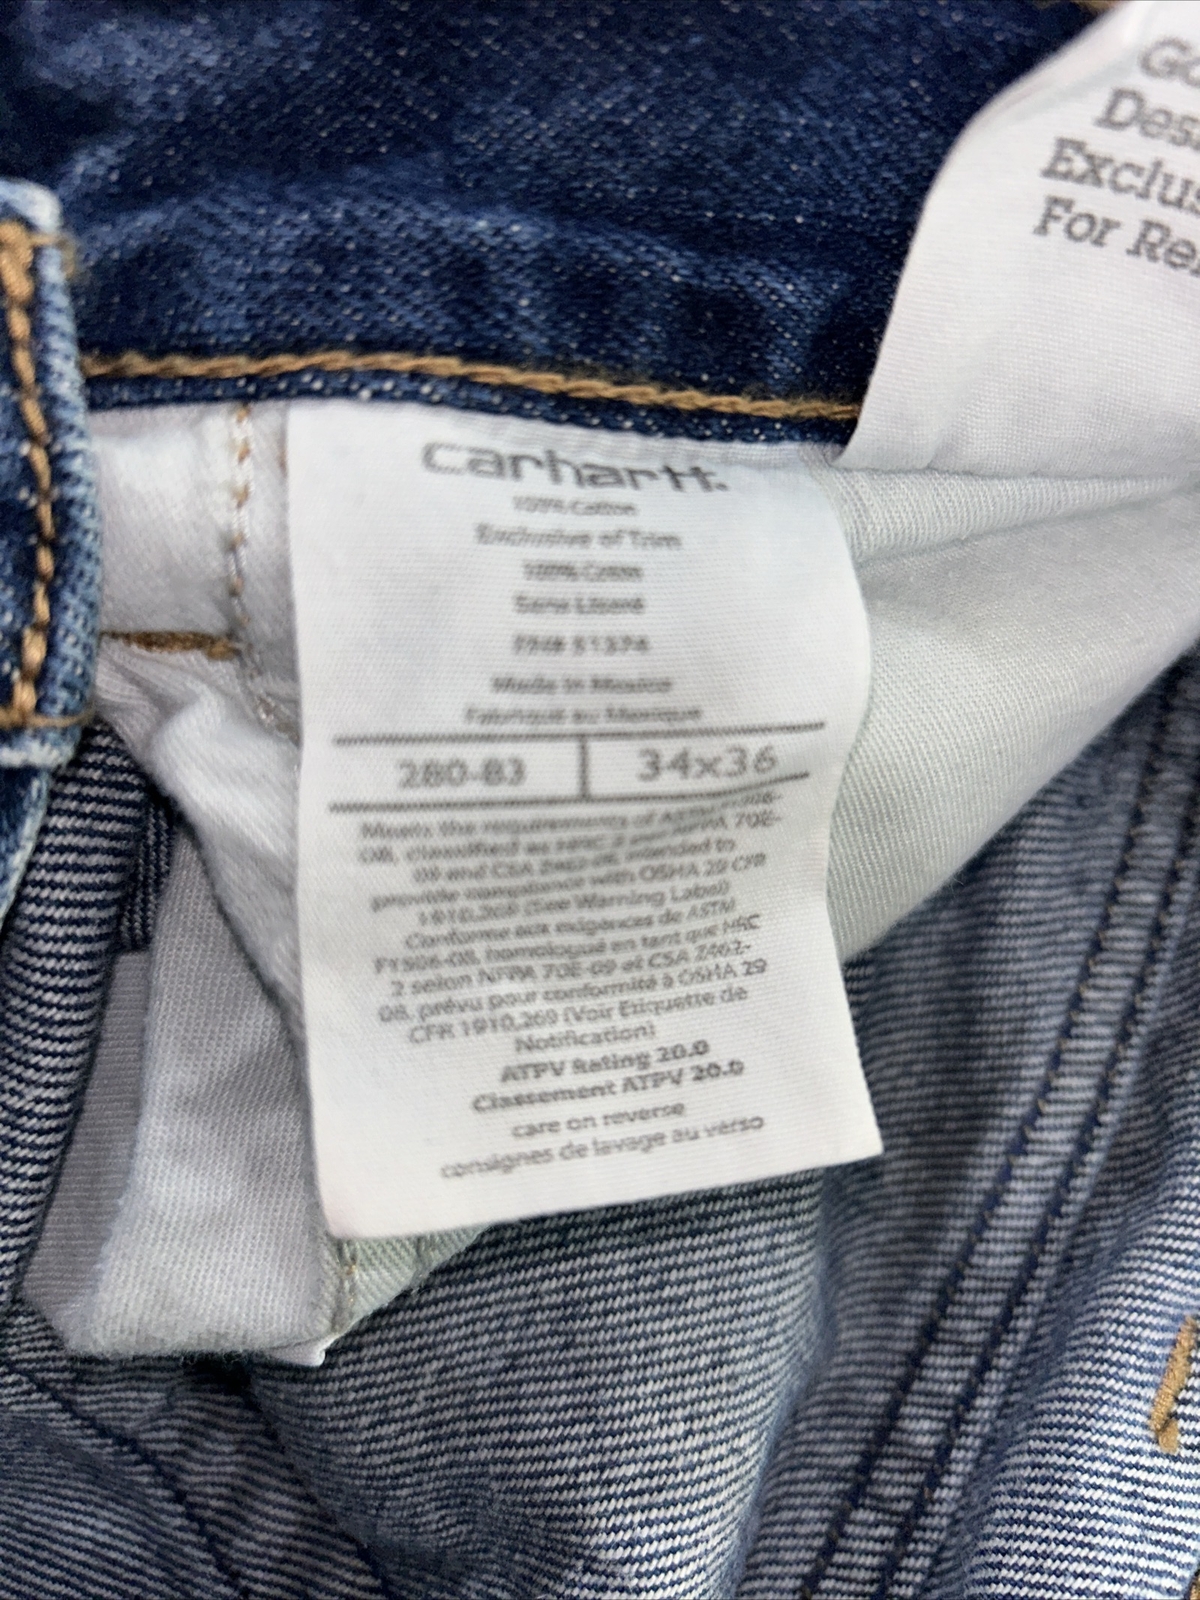 Go
Des
Exclus
For Re
carhartt.
100% Cotton
Exclusive of Trim
100% Coton
Sans Liséré
RN# 51374
Made in Mexico
Fabriqué au Mexique
280-83
34x36
Meets the requirements of ASTM F1506-
08, classified as HRC 2 per NFPA 70E-
09 and CSA Z462-08, intended to
provide compliance with OSHA 29 CFR
1910.269 (See Warning Label)
Conforme aux exigences de ASTM
F1506-08, homologué en tant que HRC
2 selon NFPA 70E-09 et CSA Z462-
08, prévu pour conformité à OSHA 29
CFR 1910.269 (Voir Etiquette de
Notification)
ATPV Rating 20.0
Classement ATPV 20.0
care on reverse
consignes de lavage au verso